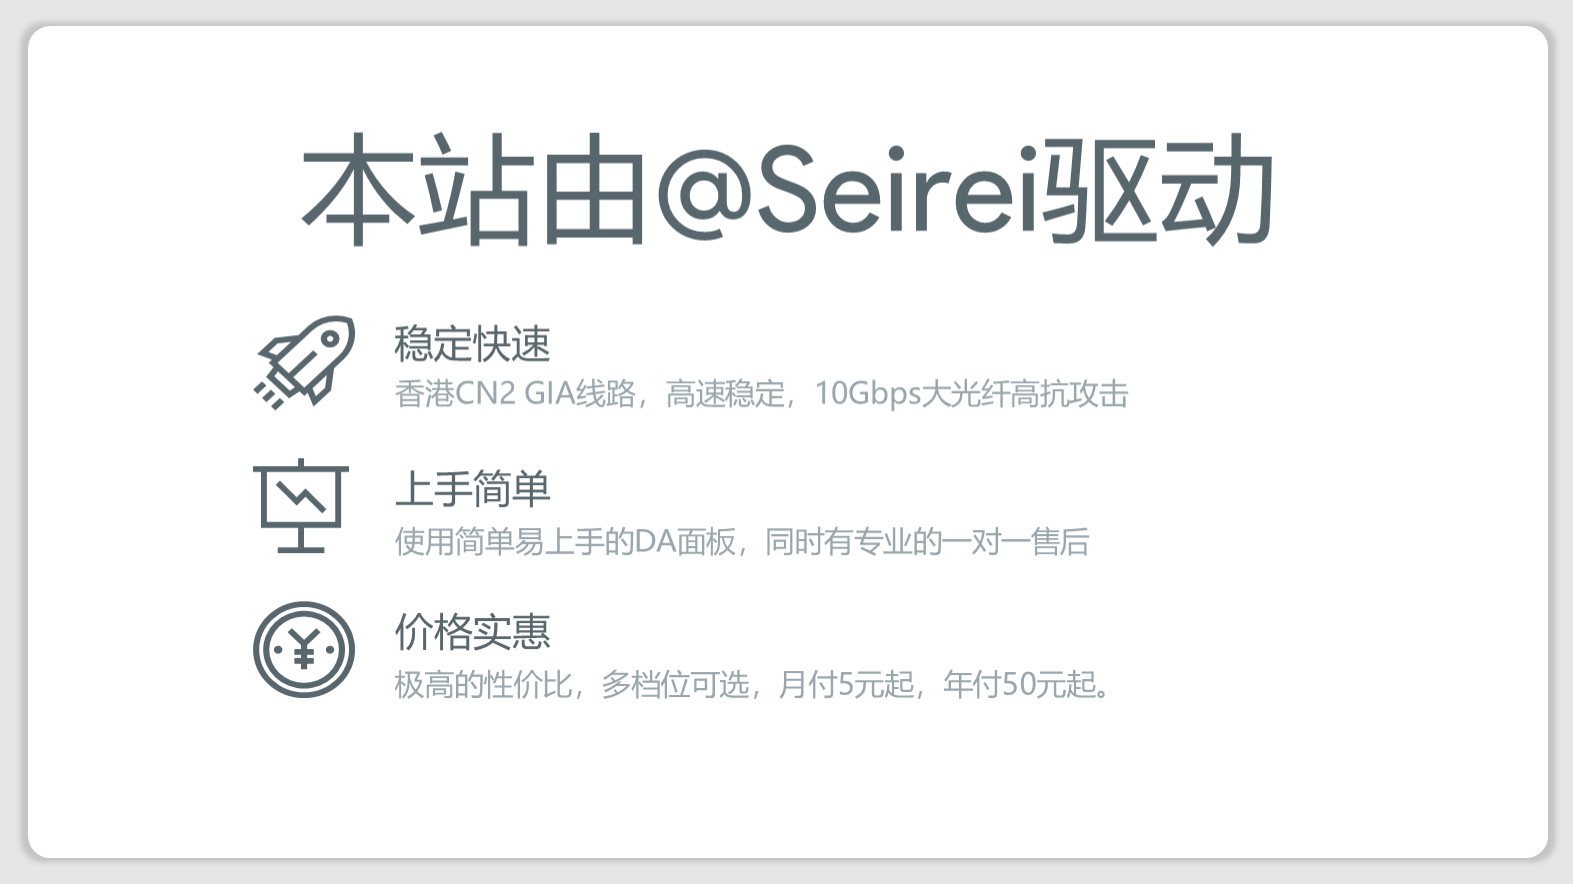 本站由@Seirei驱动
稳定快速
香港CN2 GIA线路，高速稳定，10Gbps大光纤高抗攻击
上手简单
使用简单易上手的DA面板，同时有专业的一对一售后
价格实惠
极高的性价比，多档位可选，月付5元起，年付50元起。